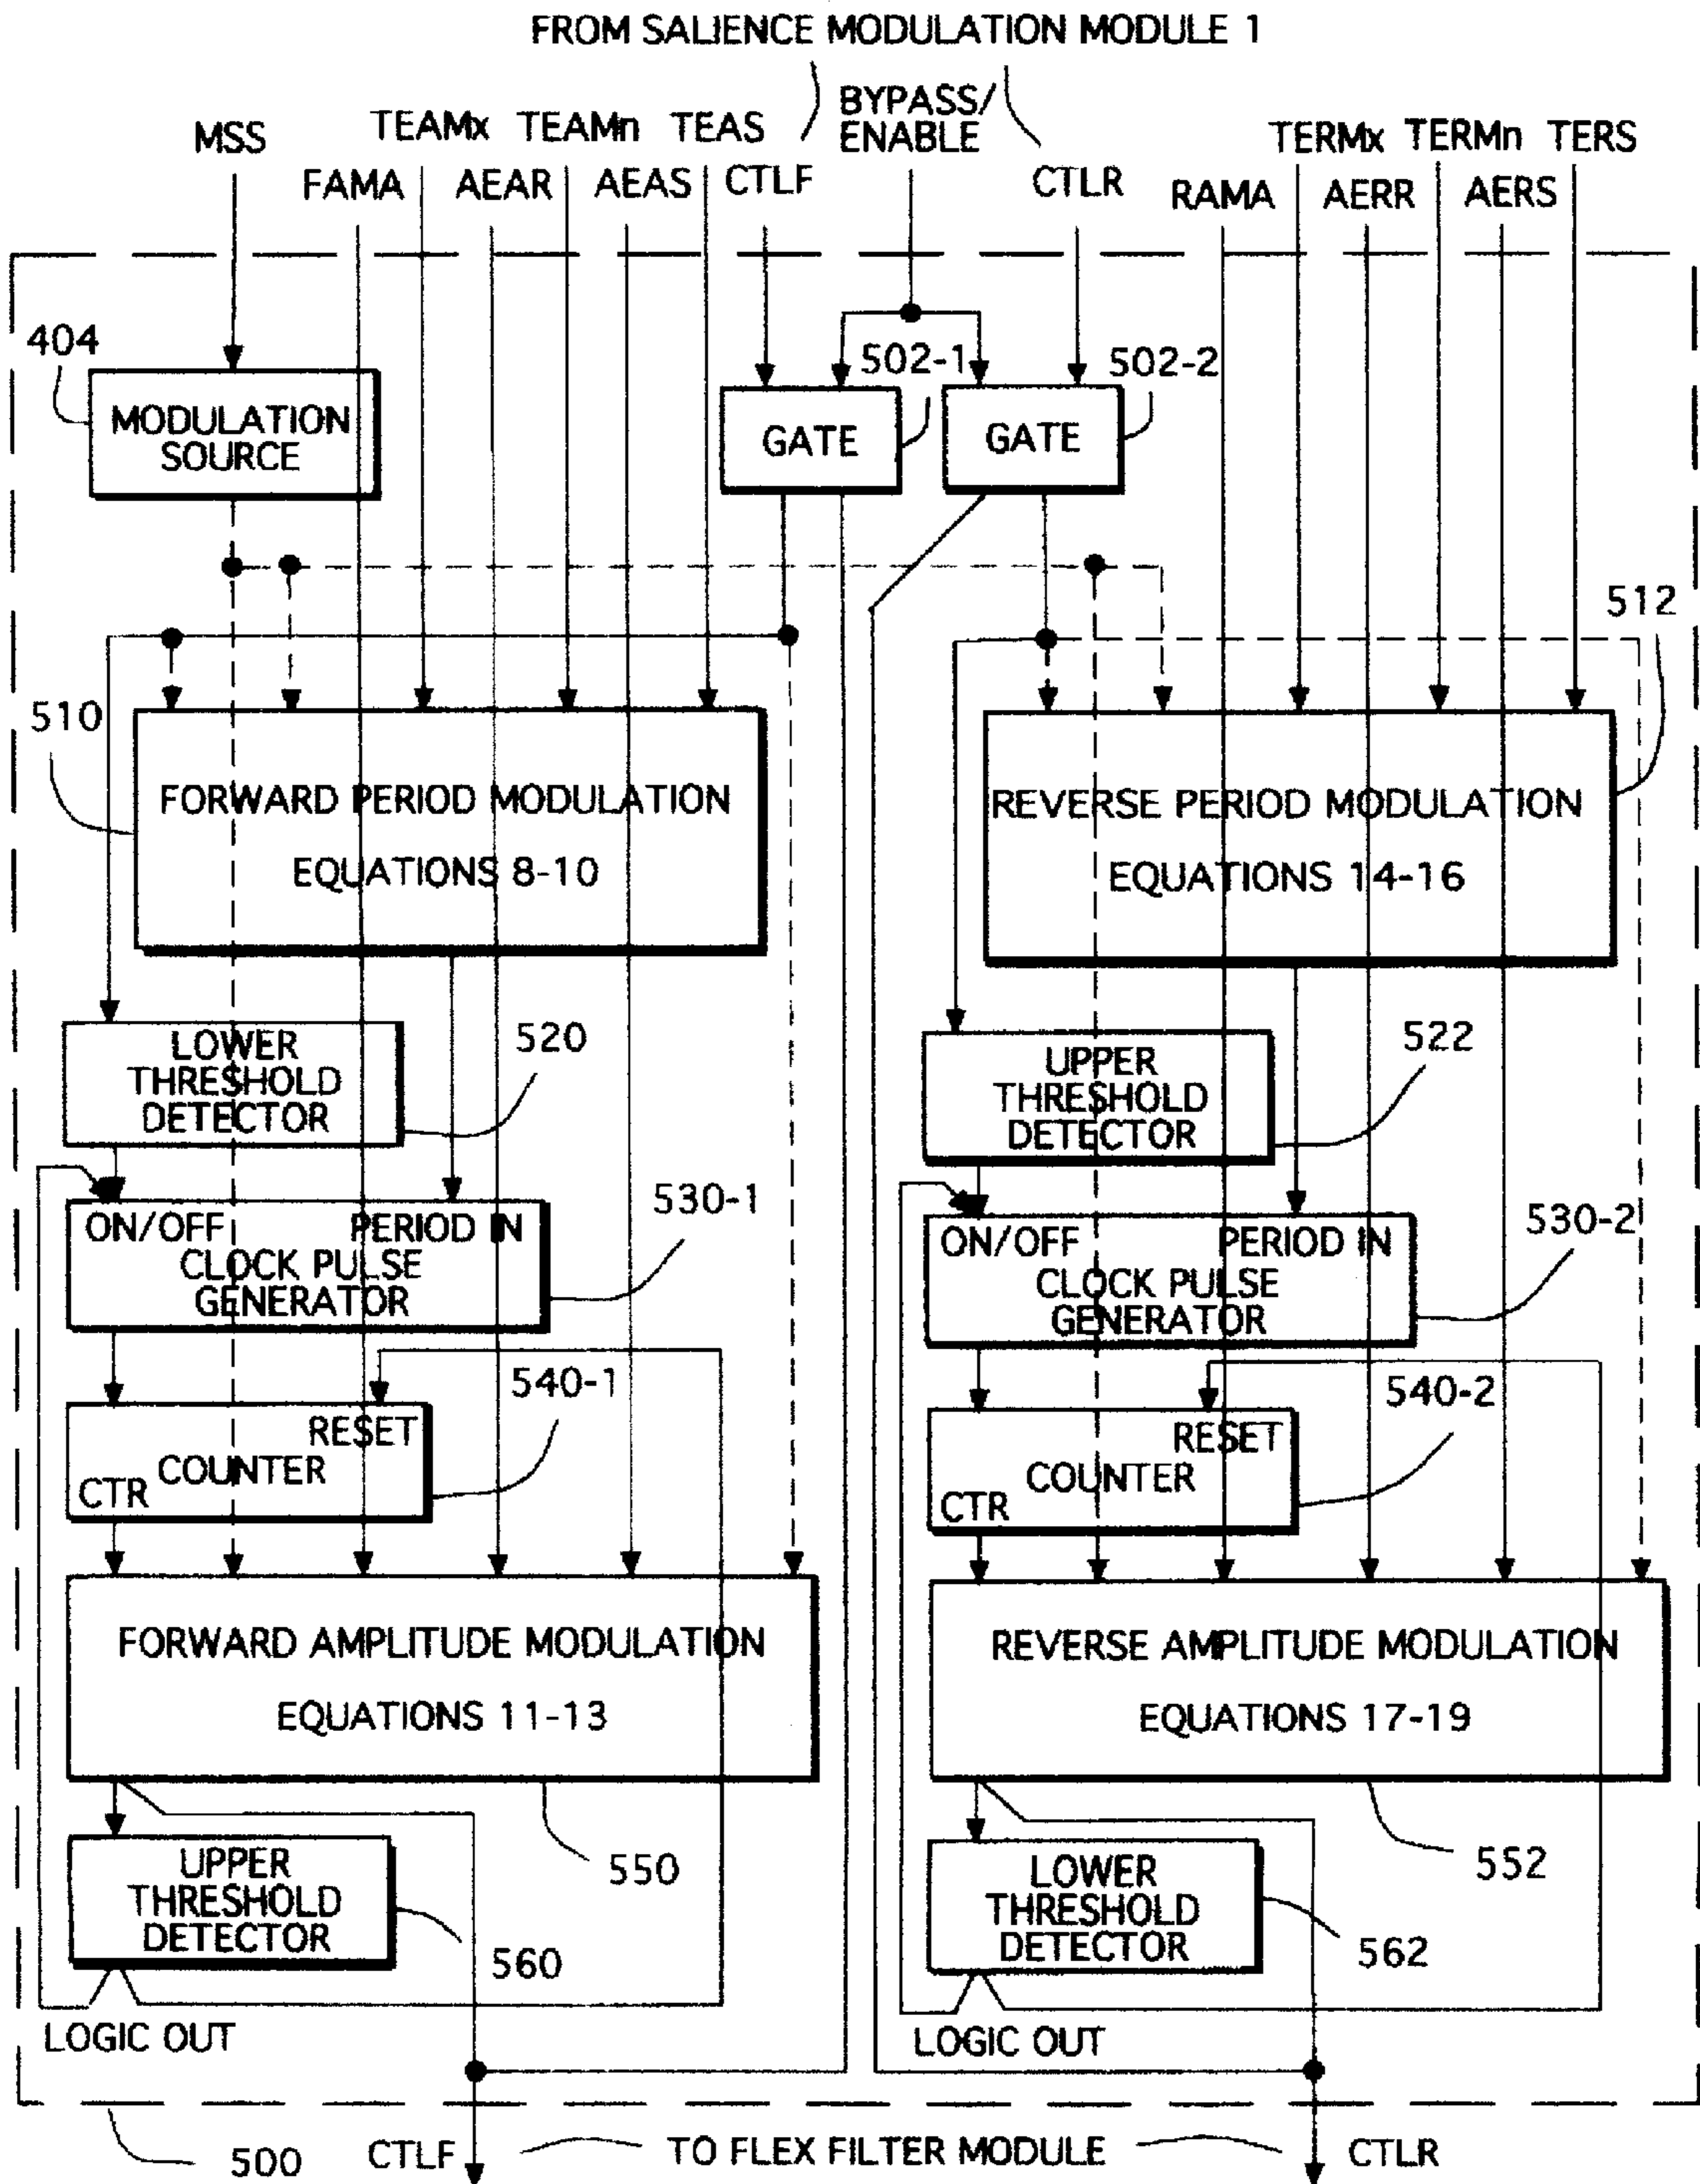 FROM SALIENCE MODULATION MODULE 1
MSS
TEAMx
TEAMn
TEAS
BYPASS/
ENABLE
TERMx
TERMn
TERS
FAMA
AEAR
AEAS
CTLF
CTLR
RAMA
AERR
AERS
404
MODULATION
SOURCE
502-1
GATE
502-2
GATE
512
510
FORWARD PERIOD MODULATION
EQUATIONS 8-10
REVERSE PERIOD MODULATION
EQUATIONS 14-16
LOWER
THRESHOLD
DETECTOR
520
UPPER
THRESHOLD
DETECTOR
522
ON/OFF
PERIOD IN
CLOCK PULSE
GENERATOR
530-1
ON/OFF
PERIOD IN
CLOCK PULSE
GENERATOR
530-2
RESET
COUNTER
CTR
540-1
RESET
COUNTER
CTR
540-2
FORWARD AMPLITUDE MODULATION
EQUATIONS 11-13
REVERSE AMPLITUDE MODULATION
EQUATIONS 17-19
UPPER
THRESHOLD
DETECTOR
550
560
LOWER
THRESHOLD
DETECTOR
552
562
LOGIC OUT
LOGIC OUT
500
CTLF
TO FLEX FILTER MODULE
CTLR